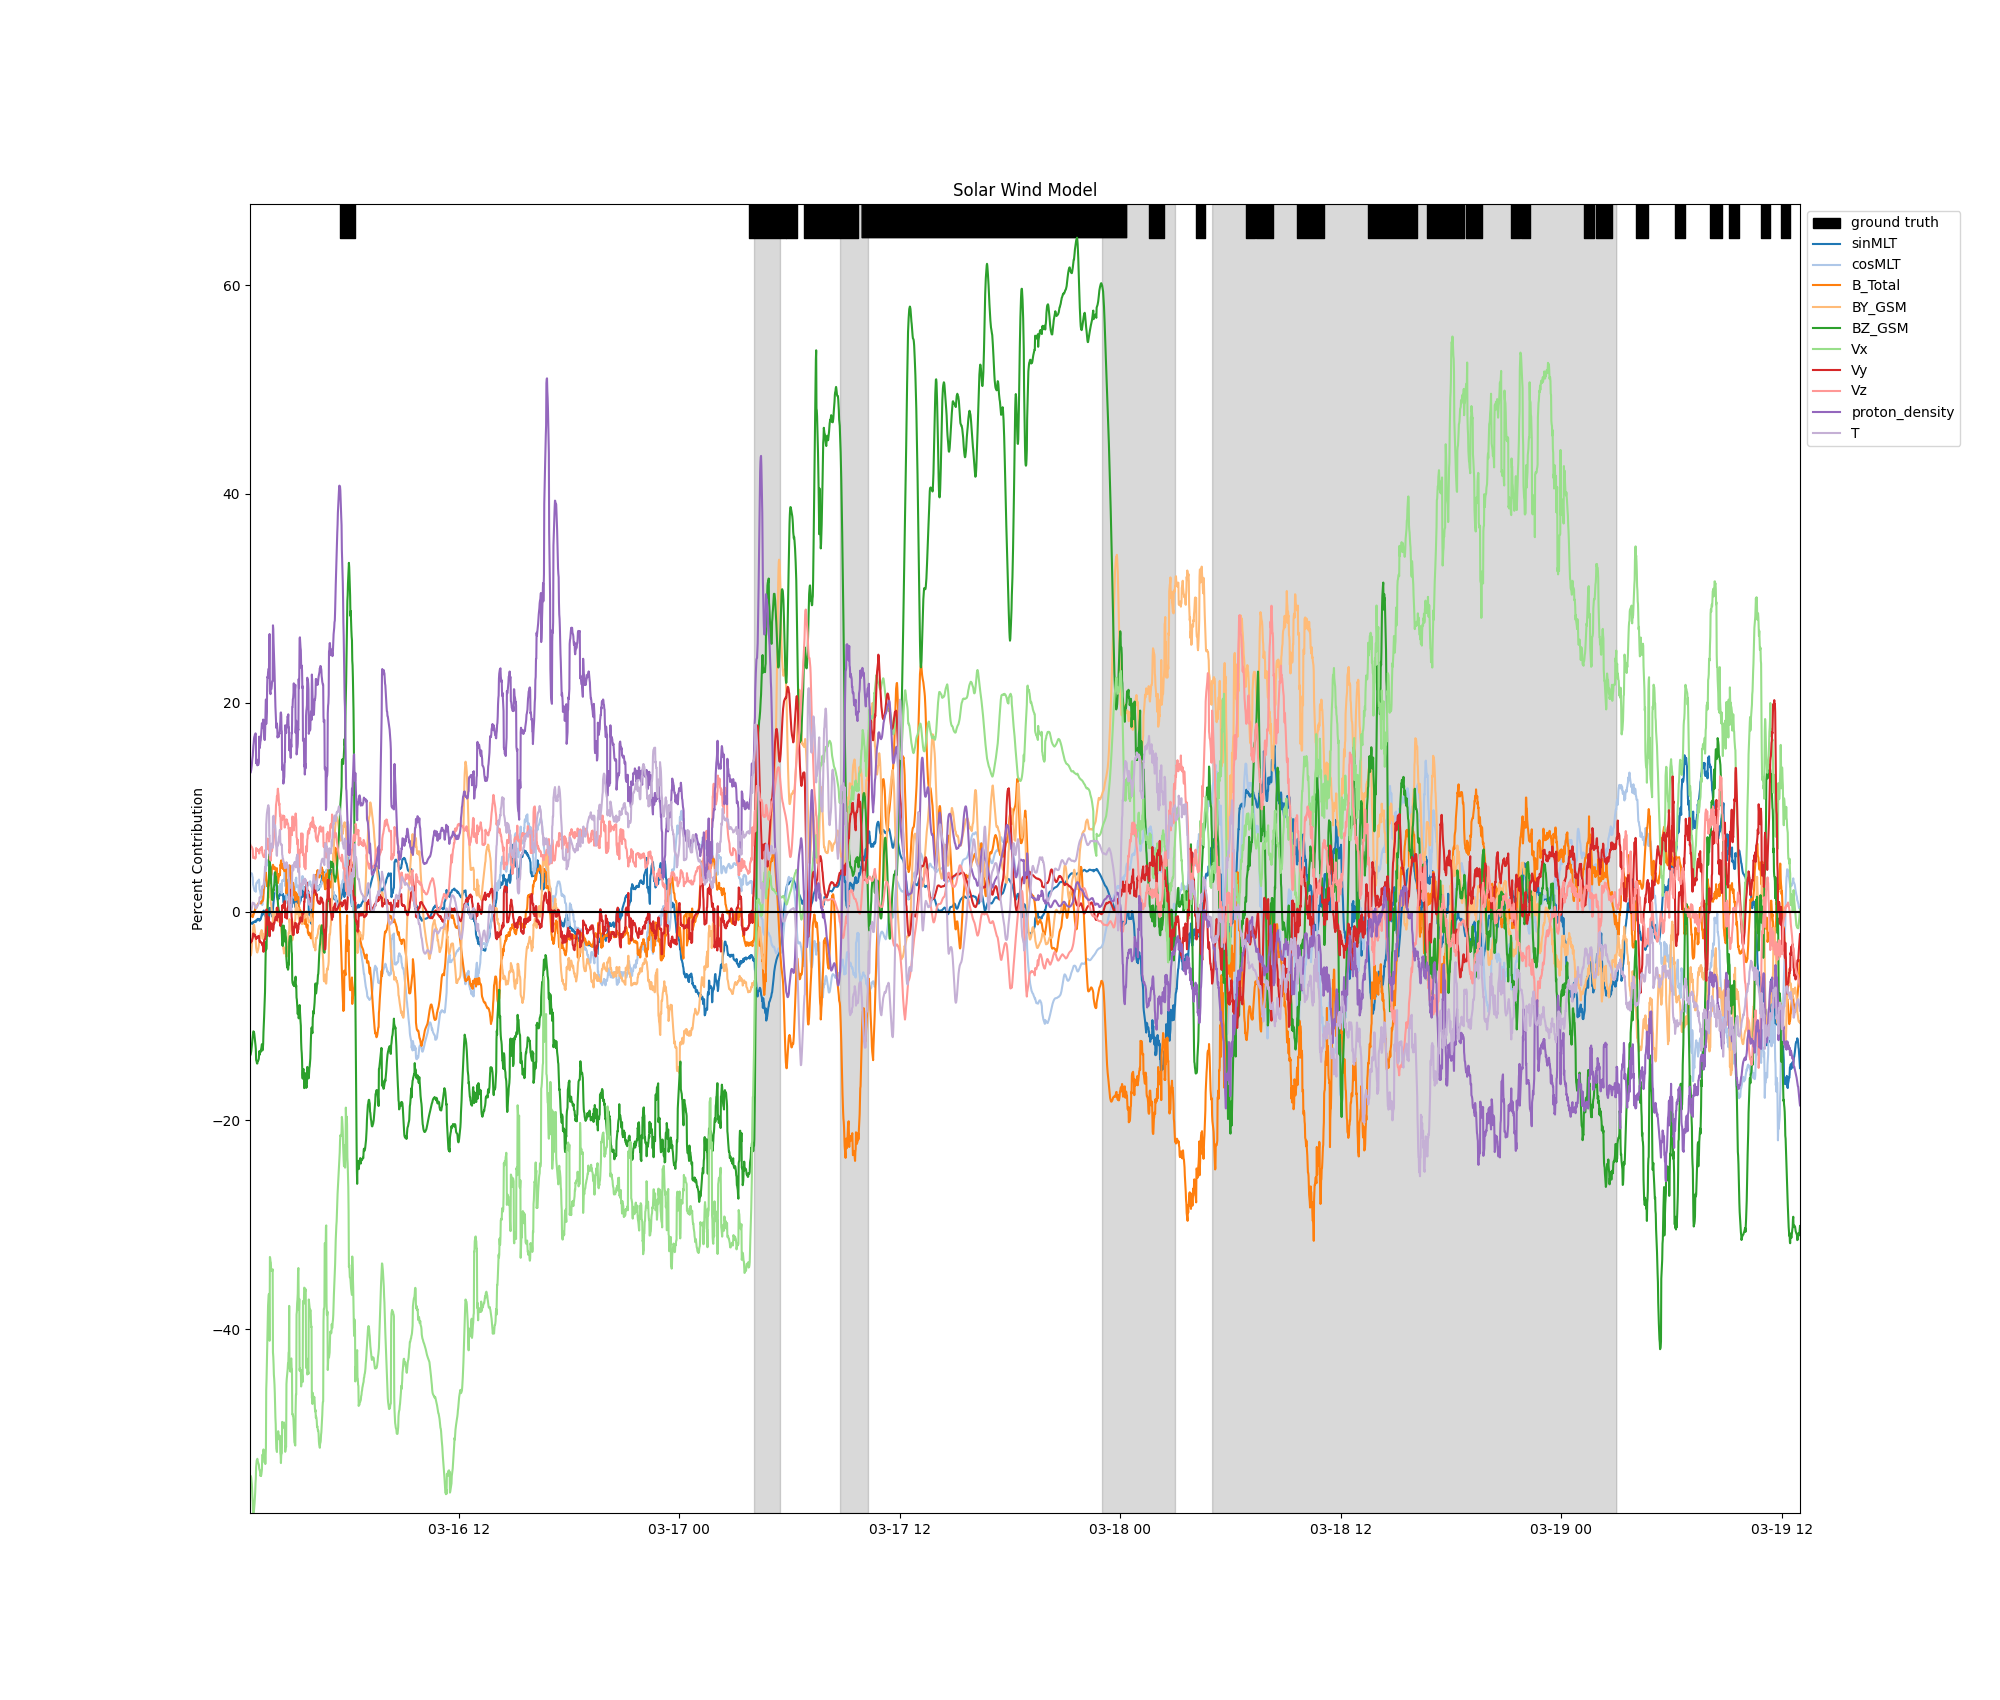 Solar Wind Model
ground truth
sinMLT
cosMLT
B_Total
BY_GSM
BZ_GSM
Vx
Vy
Vz
proton_density
T
Percent Contribution
60
40
20
0
−20
−40
03-16 12
03-17 00
03-17 12
03-18 00
03-18 12
03-19 00
03-19 12